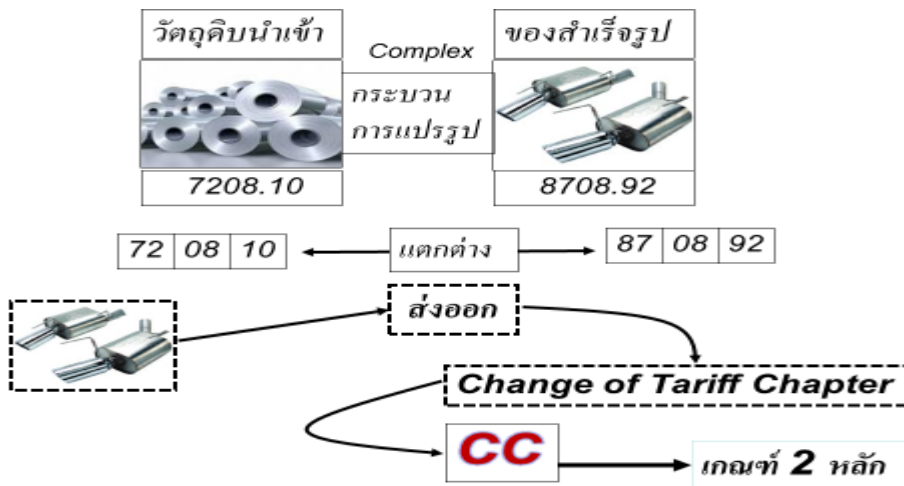 วัตถุดิบนำเข้า
Complex
ของสำเร็จรูป
กระบวน
การแปรรูป
7208.10
8708.92
72 08 10
แตกต่าง
87 08 92
ส่งออก
Change of Tariff Chapter
CC
เกณฑ์ 2 หลัก